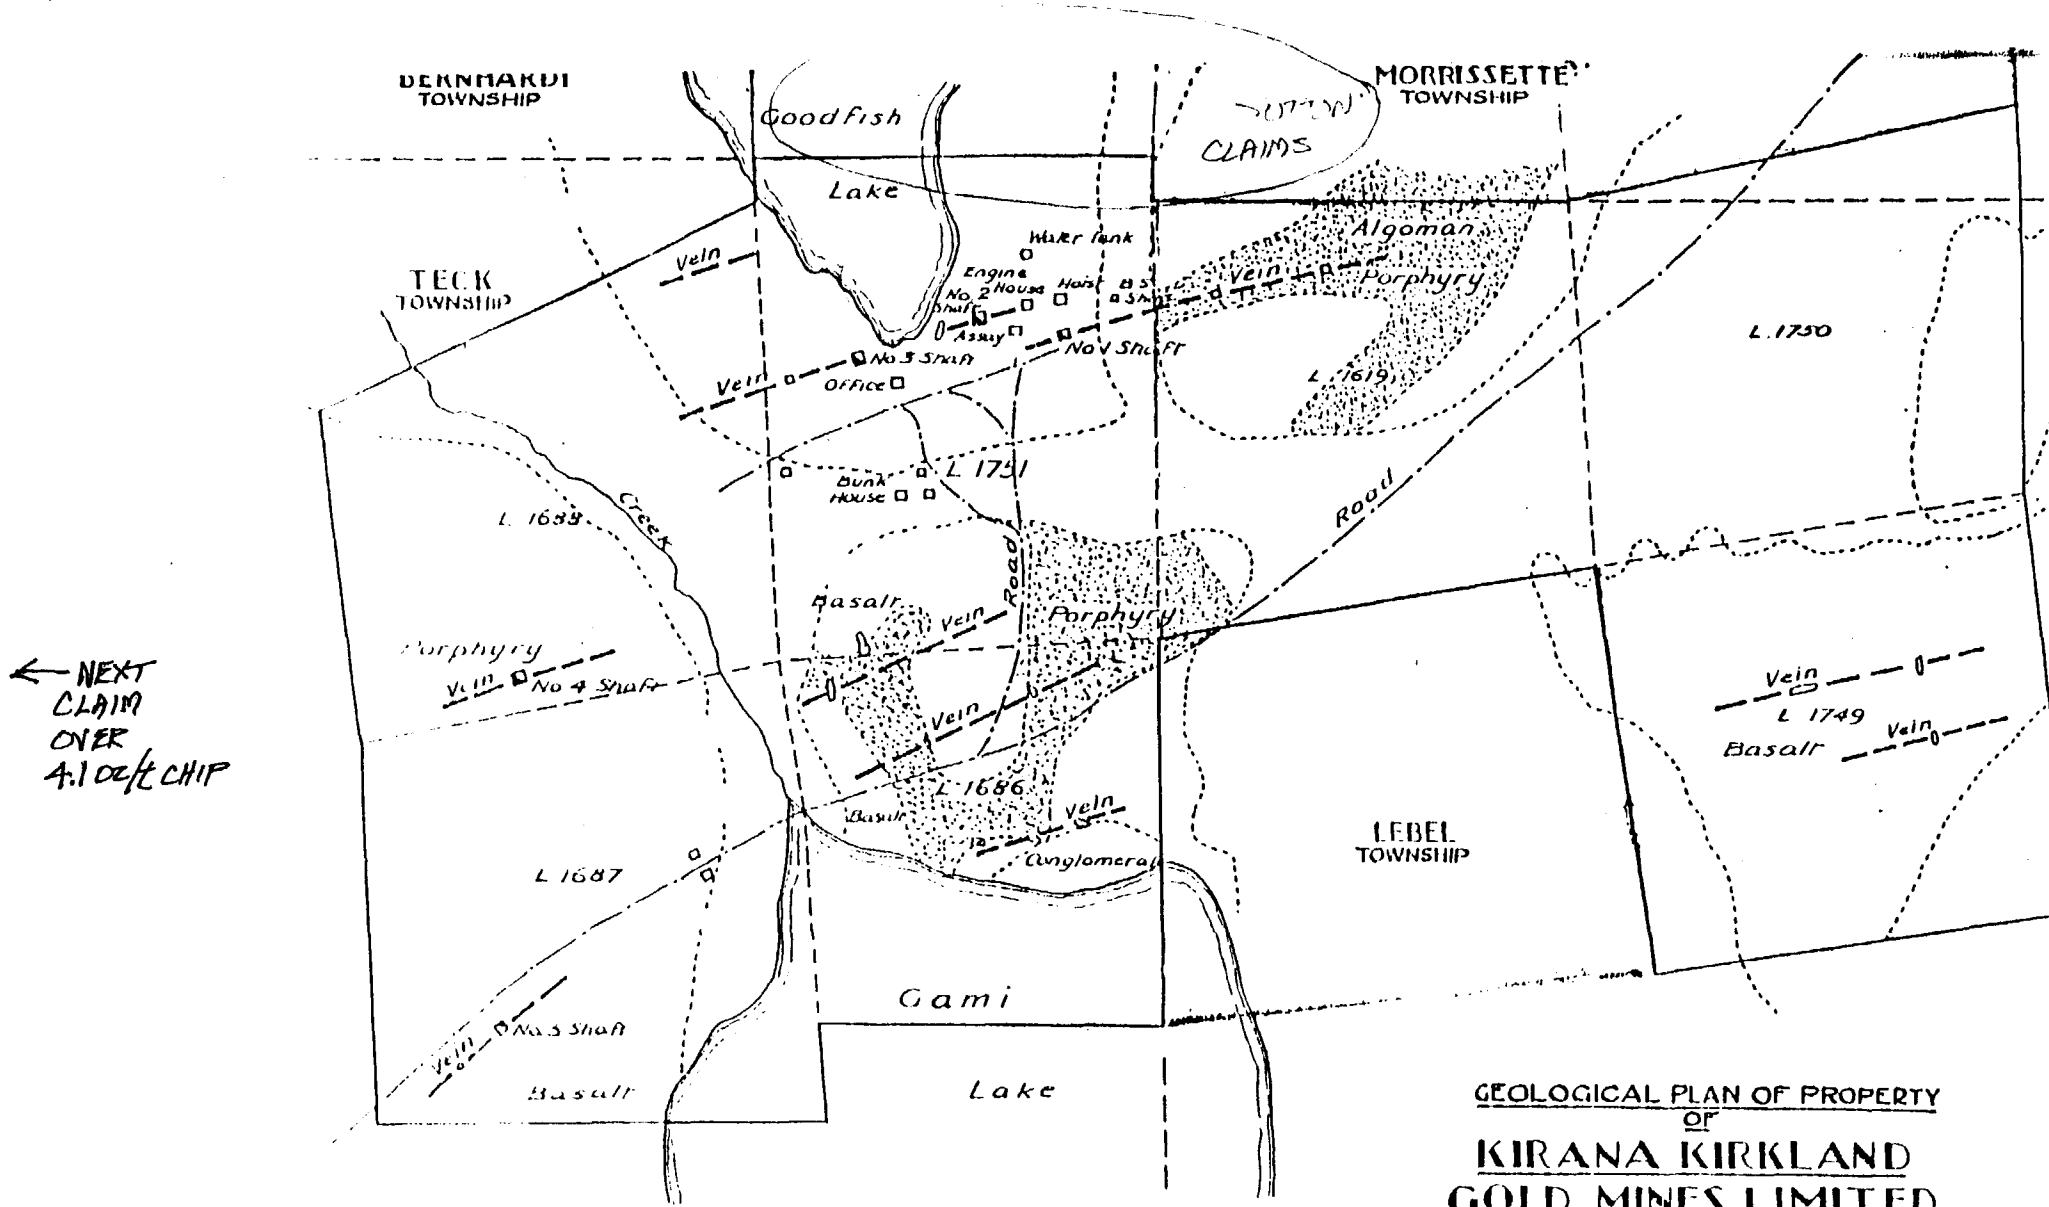 BERNHARDI
TOWNSHIP
Goodfish
Lake
MORRISSETTE
TOWNSHIP
CLAIMS
TECK
TOWNSHIP
Vein
Water Tank
Engine
House
Hoist
No. 2
Shaft
Assay
B S
Sh
No 1 Shaft
Vein
Algoman
Porphyry
L 1619
L. 1750
Vein
No 3 Shaft
Office
L 1751
Bunk
House
L. 1688
Creek
Road
Road
Basalt
Vein
Porphyry
Porphyry
Vein
No 4 Shaft
← NEXT
CLAIM
OVER
4.1 OZ/t CHIP
Vein
L 1686
Basalt
Vein
Conglomerate
Vein
L 1749
Basalt
Vein
LEBEL
TOWNSHIP
L 1687
Gami
Lake
Vein
No. 5 Shaft
Basalt
GEOLOGICAL PLAN OF PROPERTY
OF
KIRANA KIRKLAND
GOLD MINES LIMITED